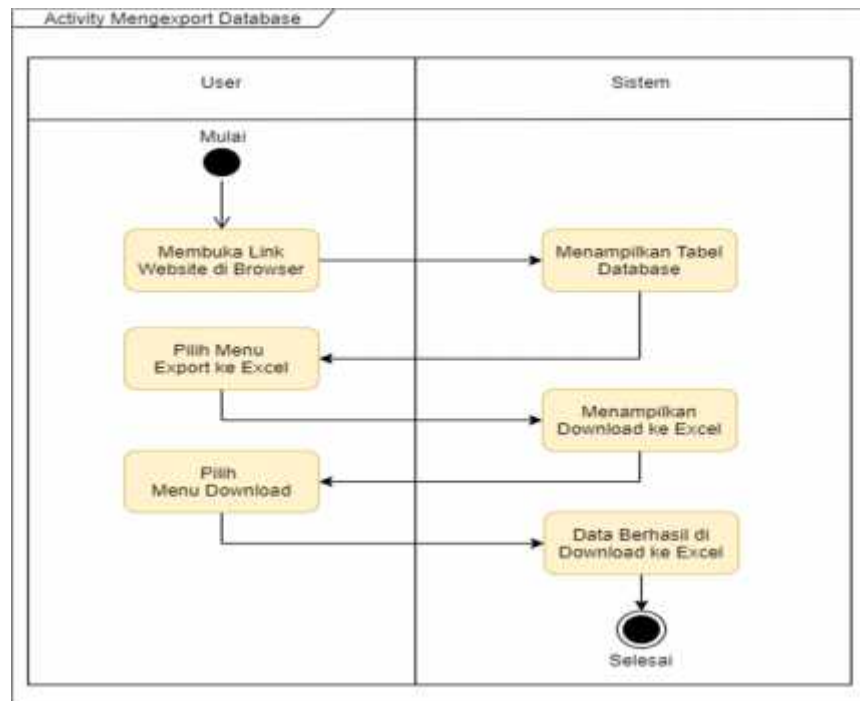 Activity Mengexport Database
User
Sistem
Mulai
Membuka Link
Website di Browser
Menampilkan Tabel
Database
Pilih Menu
Export ke Excel
Menampilkan
Download ke Excel
Pilih
Menu Download
Data Berhasil di
Download ke Excel
Selesai